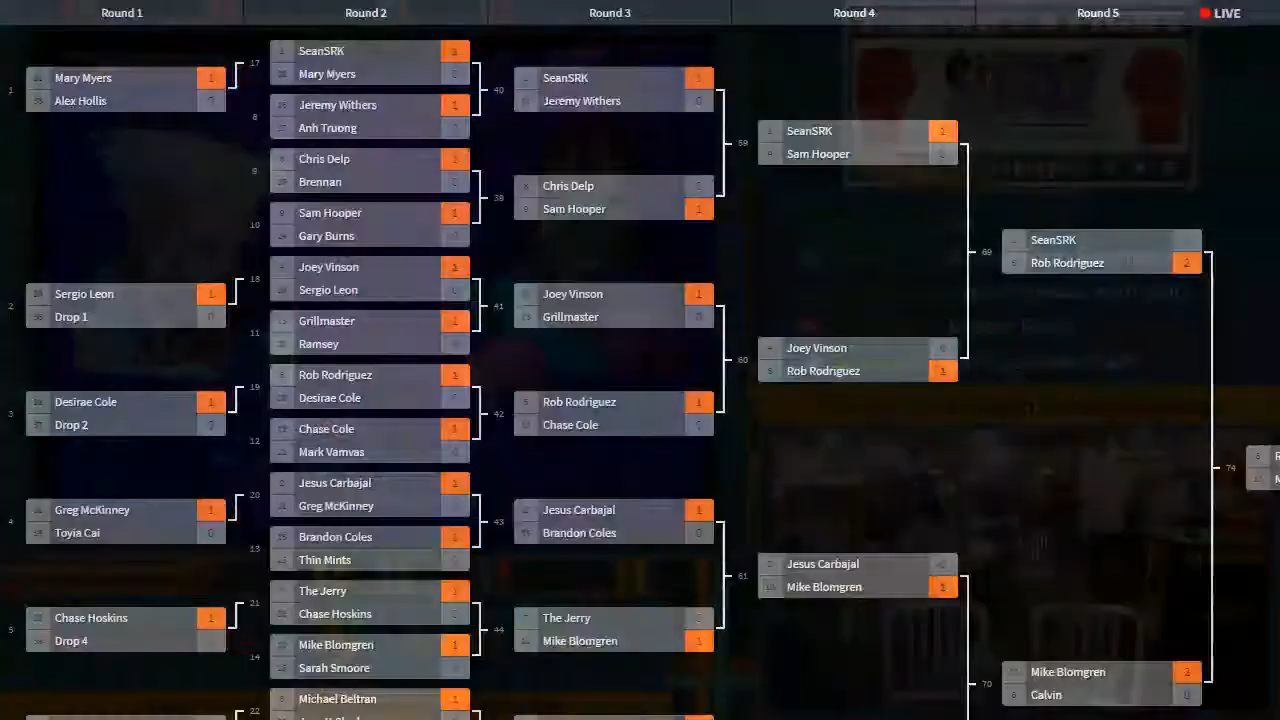 Round 1
Round 2
Round 3
Round 4
Round 5
LIVE
1
Mary Myers 1
Alex Hollis 0
2
Sergio Leon 1
Drop 1 0
3
Desirae Cole 1
Drop 2 0
4
Greg McKinney 1
Toyia Cai 0
5
Chase Hoskins 1
Drop 4
17
SeanSRK
Mary Myers
8
Jeremy Withers 1
Anh Truong
9
Chris Delp
Brennan
10
Sam Hooper 1
Gary Burns
18
Joey Vinson 1
Sergio Leon
11
Grillmaster 1
Ramsey
19
Rob Rodriguez 1
Desirae Cole
12
Chase Cole 1
Mark Vamvas
20
Jesus Carbajal
Greg McKinney
13
Brandon Coles 1
Thin Mints
21
The Jerry
Chase Hoskins
14
Mike Blomgren 1
Sarah Smoore
22
Michael Beltran 1
40
SeanSRK
Jeremy Withers 0
38
Chris Delp
Sam Hooper 1
41
Joey Vinson 1
Grillmaster
42
Rob Rodriguez 1
Chase Cole
43
Jesus Carbajal 1
Brandon Coles 0
44
The Jerry
Mike Blomgren 1
59
SeanSRK
Sam Hooper
60
Joey Vinson 0
Rob Rodriguez 1
61
Jesus Carbajal
Mike Blomgren 1
69
SeanSRK
Rob Rodriguez 2
70
Mike Blomgren 2
Calvin 0
74